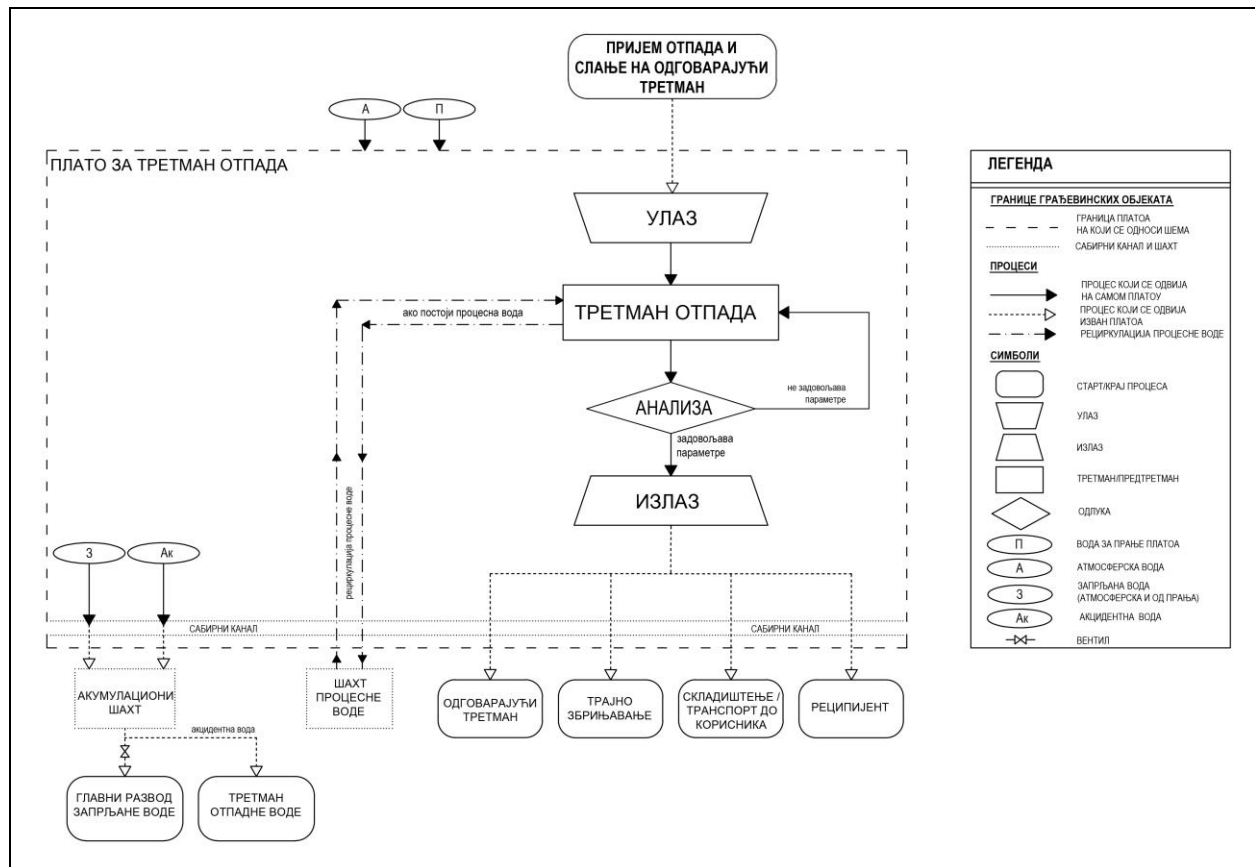 ПРИЈЕМ ОТПАДА И
СЛАЊЕ НА ОДГОВАРАЈУЋИ
ТРЕТМАН
А
П
ПЛАТО ЗА ТРЕТМАН ОТПАДА
УЛАЗ
ТРЕТМАН ОТПАДА
ако постоји процесна вода
не задовољава
параметре
АНАЛИЗА
задовољава
параметре
ИЗЛАЗ
рециркулација процесне воде
З
Ак
САБИРНИ КАНАЛ
САБИРНИ КАНАЛ
АКУМУЛАЦИОНИ
ШАХТ
ШАХТ
ПРОЦЕСНЕ
ВОДЕ
ОДГОВАРАЈУЋИ
ТРЕТМАН
ТРАЈНО
ЗБРИЊАВАЊЕ
СКЛАДИШТЕЊЕ /
ТРАНСПОРТ ДО
КОРИСНИКА
РЕЦИПИЈЕНТ
акцидентна вода
ГЛАВНИ РАЗВОД
ЗАПРЉАНЕ ВОДЕ
ТРЕТМАН
ОТПАДНЕ ВОДЕ
ЛЕГЕНДА
ГРАНИЦЕ ГРАЂЕВИНСКИХ ОБЈЕКАТА
ГРАНИЦА ПЛАТОА
НА КОЈИ СЕ ОДНОСИ ШЕМА
САБИРНИ КАНАЛ И ШАХТ
ПРОЦЕСИ
ПРОЦЕС КОЈИ СЕ ОДВИЈА
НА САМОМ ПЛАТОУ
ПРОЦЕС КОЈИ СЕ ОДВИЈА
ИЗВАН ПЛАТОА
РЕЦИРКУЛАЦИЈА ПРОЦЕСНЕ ВОДЕ
СИМБОЛИ
СТАРТ/КРАЈ ПРОЦЕСА
УЛАЗ
ИЗЛАЗ
ТРЕТМАН/ПРЕДТРЕТМАН
ОДЛУКА
П ВОДА ЗА ПРАЊЕ ПЛАТОА
А АТМОСФЕРСКА ВОДА
З ЗАПРЉАНА ВОДА
(АТМОСФЕРСКА И ОД ПРАЊА)
Ак АКЦИДЕНТНА ВОДА
ВЕНТИЛ